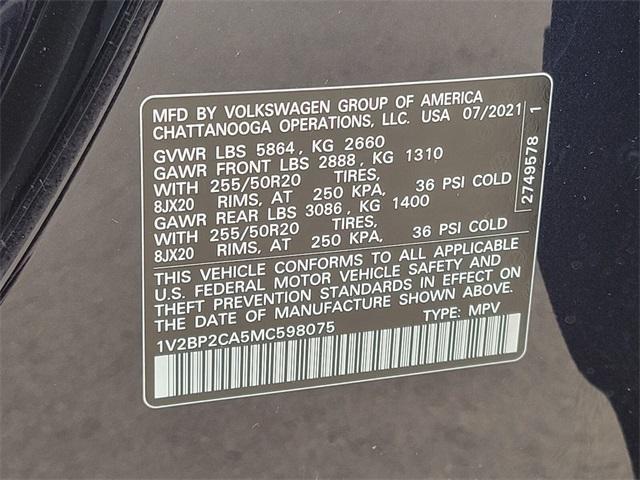 MFD BY VOLKSWAGEN GROUP OF AMERICA
CHATTANOOGA OPERATIONS, LLC. USA 07/2021
GVWR LBS 5864, KG 2660
GAWR FRONT LBS 2888, KG 1310
WITH 255/50R20 TIRES,
8JX20 RIMS, AT 250 KPA, 36 PSI COLD
GAWR REAR LBS 3086, KG 1400
WITH 255/50R20 TIRES,
8JX20 RIMS, AT 250 KPA, 36 PSI COLD
THIS VEHICLE CONFORMS TO ALL APPLICABLE
U.S. FEDERAL MOTOR VEHICLE SAFETY AND
THEFT PREVENTION STANDARDS IN EFFECT ON
THE DATE OF MANUFACTURE SHOWN ABOVE.
1V2BP2CA5MC598075 TYPE: MPV
2749578 1